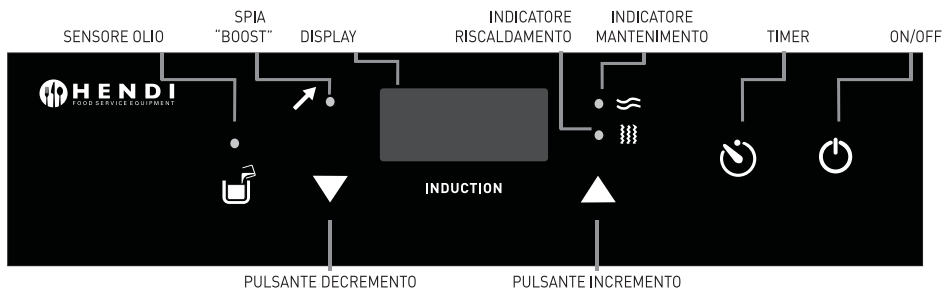 SPIA INDICATORE INDICATORE
SENSORE OLIO "BOOST" DISPLAY RISCALDAMENTO MANTENIMENTO TIMER ON/OFF
HENDI
FOOD SERVICE EQUIPMENT
INDUCTION
PULSANTE DECREMENTO PULSANTE INCREMENTO